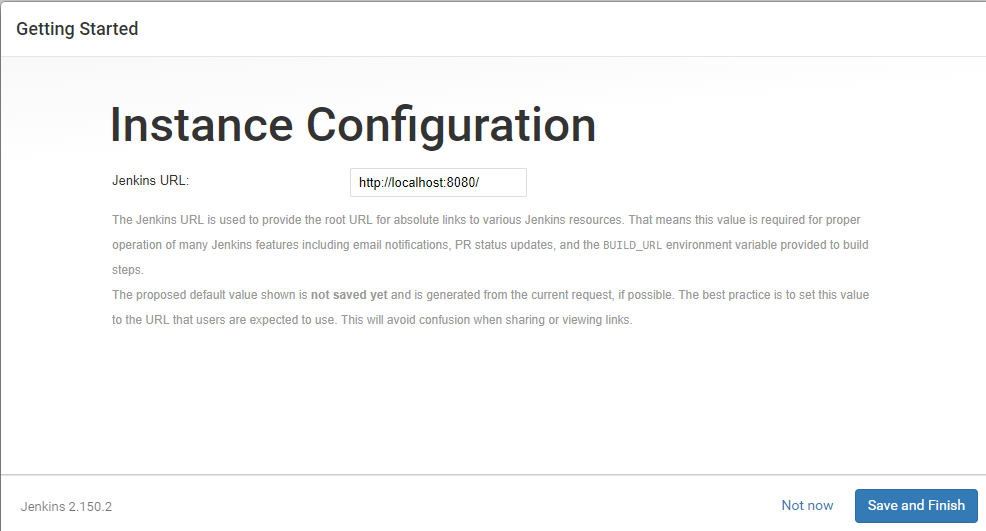 Getting Started
Instance Configuration
Jenkins URL: http://localhost:8080/
The Jenkins URL is used to provide the root URL for absolute links to various Jenkins resources. That means this value is required for proper
operation of many Jenkins features including email notifications, PR status updates, and the BUILD_URL environment variable provided to build
steps.
The proposed default value shown is not saved yet and is generated from the current request, if possible. The best practice is to set this value
to the URL that users are expected to use. This will avoid confusion when sharing or viewing links.
Jenkins 2.150.2 Not now Save and Finish